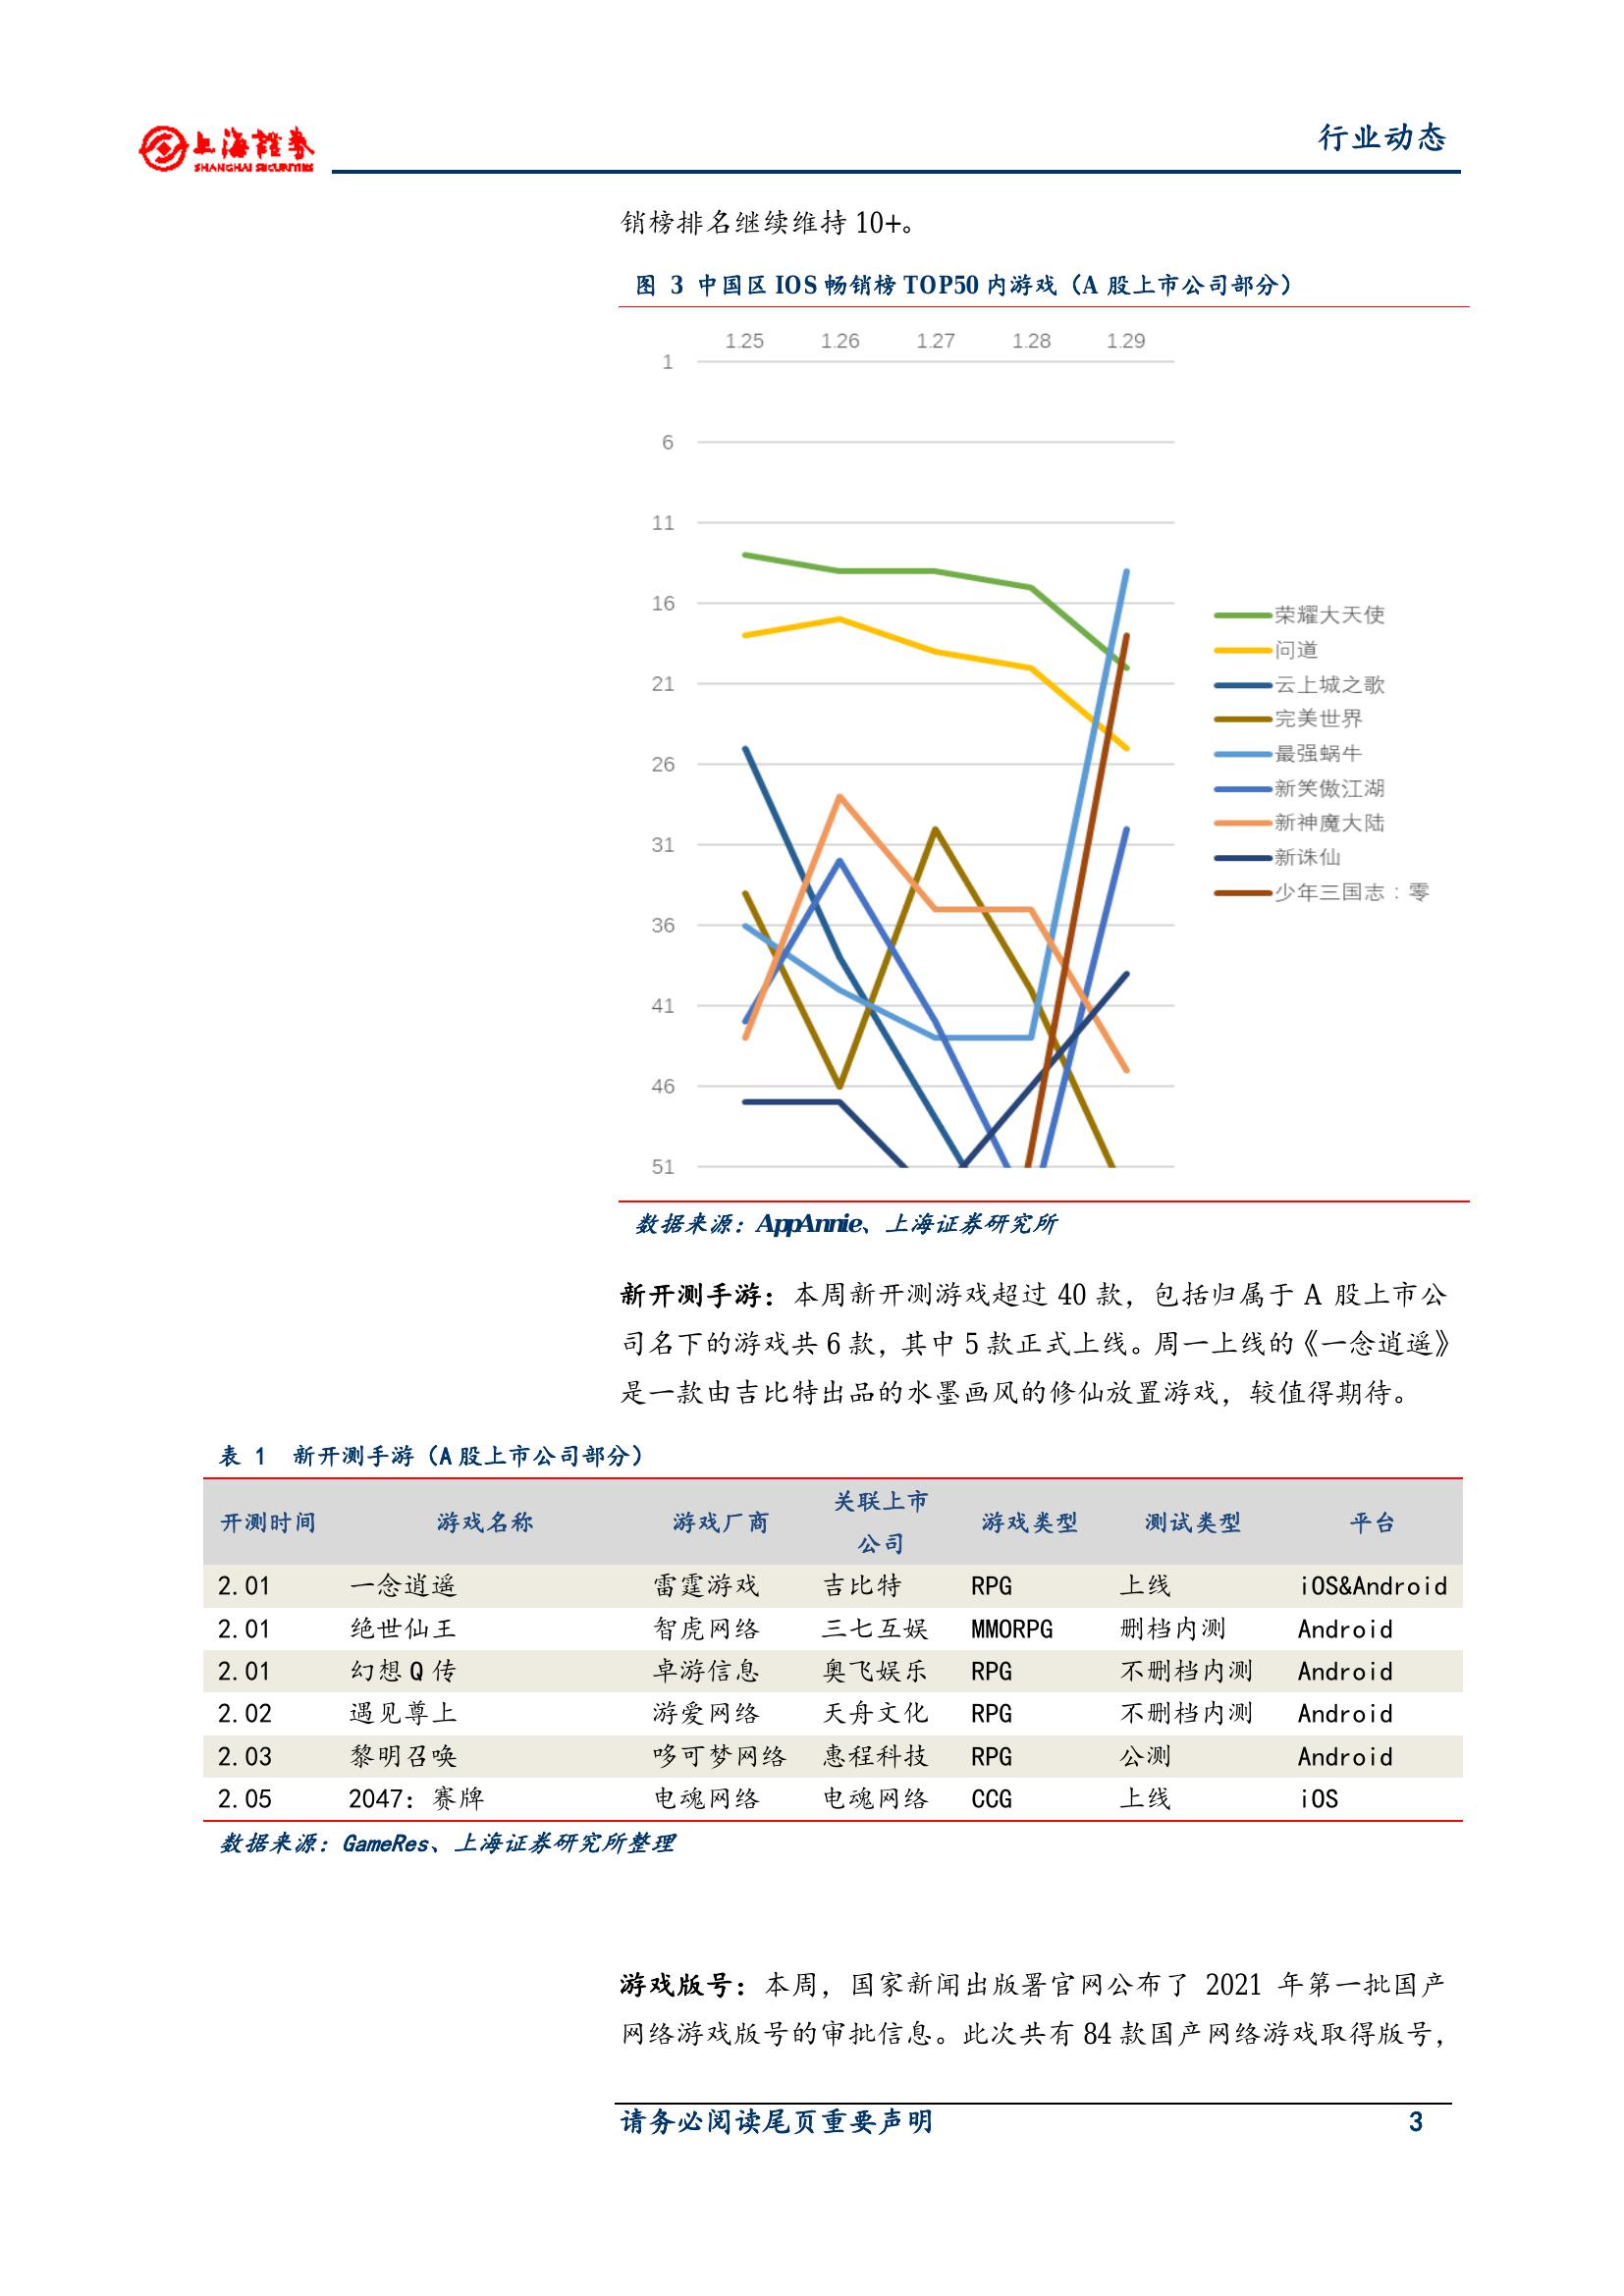 上海證券
SHANGHAI SECURITIES
行业动态
销榜排名继续维持 10+。
图 3 中国区 IOS 畅销榜 TOP50 内游戏（A 股上市公司部分）
1.25 1.26 1.27 1.28 1.29
1
6
11
16
21
26
31
36
41
46
51
荣耀大天使
问道
云上城之歌
完美世界
最强蜗牛
新笑傲江湖
新神魔大陆
新诛仙
少年三国志：零
数据来源：AppAnnie、上海证券研究所
新开测手游：本周新开测游戏超过 40 款，包括归属于 A 股上市公
司名下的游戏共 6 款，其中 5 款正式上线。周一上线的《一念逍遥》
是一款由吉比特出品的水墨画风的修仙放置游戏，较值得期待。
表 1 新开测手游（A 股上市公司部分）
开测时间 游戏名称 游戏厂商 关联上市公司 游戏类型 测试类型 平台
2.01 一念逍遥 雷霆游戏 吉比特 RPG 上线 iOS&Android
2.01 绝世仙王 智虎网络 三七互娱 MMORPG 删档内测 Android
2.01 幻想 Q 传 卓游信息 奥飞娱乐 RPG 不删档内测 Android
2.02 遇见尊上 游爱网络 天舟文化 RPG 不删档内测 Android
2.03 黎明召唤 哆可梦网络 惠程科技 RPG 公测 Android
2.05 2047：赛牌 电魂网络 电魂网络 CCG 上线 iOS
数据来源：GameRes、上海证券研究所整理
游戏版号：本周，国家新闻出版署官网公布了 2021 年第一批国产
网络游戏版号的审批信息。此次共有 84 款国产网络游戏取得版号，
请务必阅读尾页重要声明 3